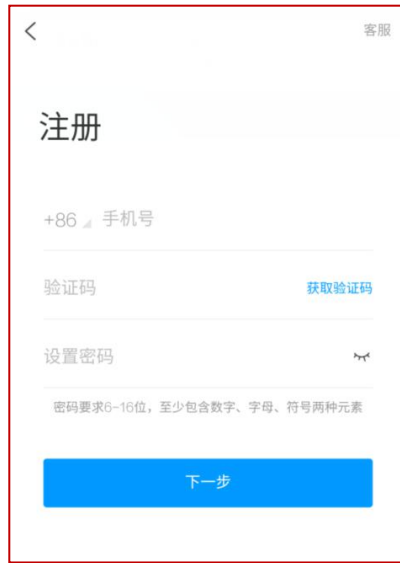 客服
注册
+86 手机号
验证码 获取验证码
设置密码
密码要求6-16位，至少包含数字、字母、符号两种元素
下一步